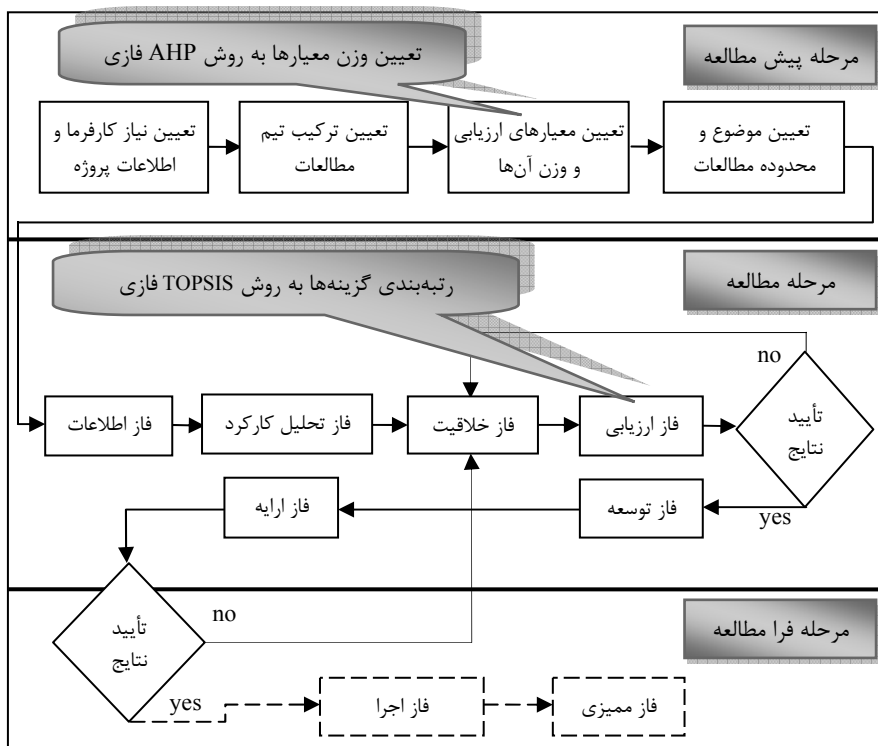 مرحله پیش مطالعه
تعیین وزن معیارها به روش AHP فازی
تعیین نیاز کارفرما و
اطلاعات پروژه
تعیین ترکیب تیم
مطالعات
تعیین معیارهای ارزیابی
و وزن آن‌ها
تعیین موضوع و
محدوده مطالعات
مرحله مطالعه
رتبه‌بندی گزینه‌ها به روش TOPSIS فازی
no
فاز اطلاعات
فاز تحلیل کارکرد
فاز خلاقیت
فاز ارزیابی
تأیید
نتایج
yes
فاز توسعه
فاز ارایه
مرحله فرا مطالعه
تأیید
نتایج
no
yes
فاز اجرا
فاز ممیزی